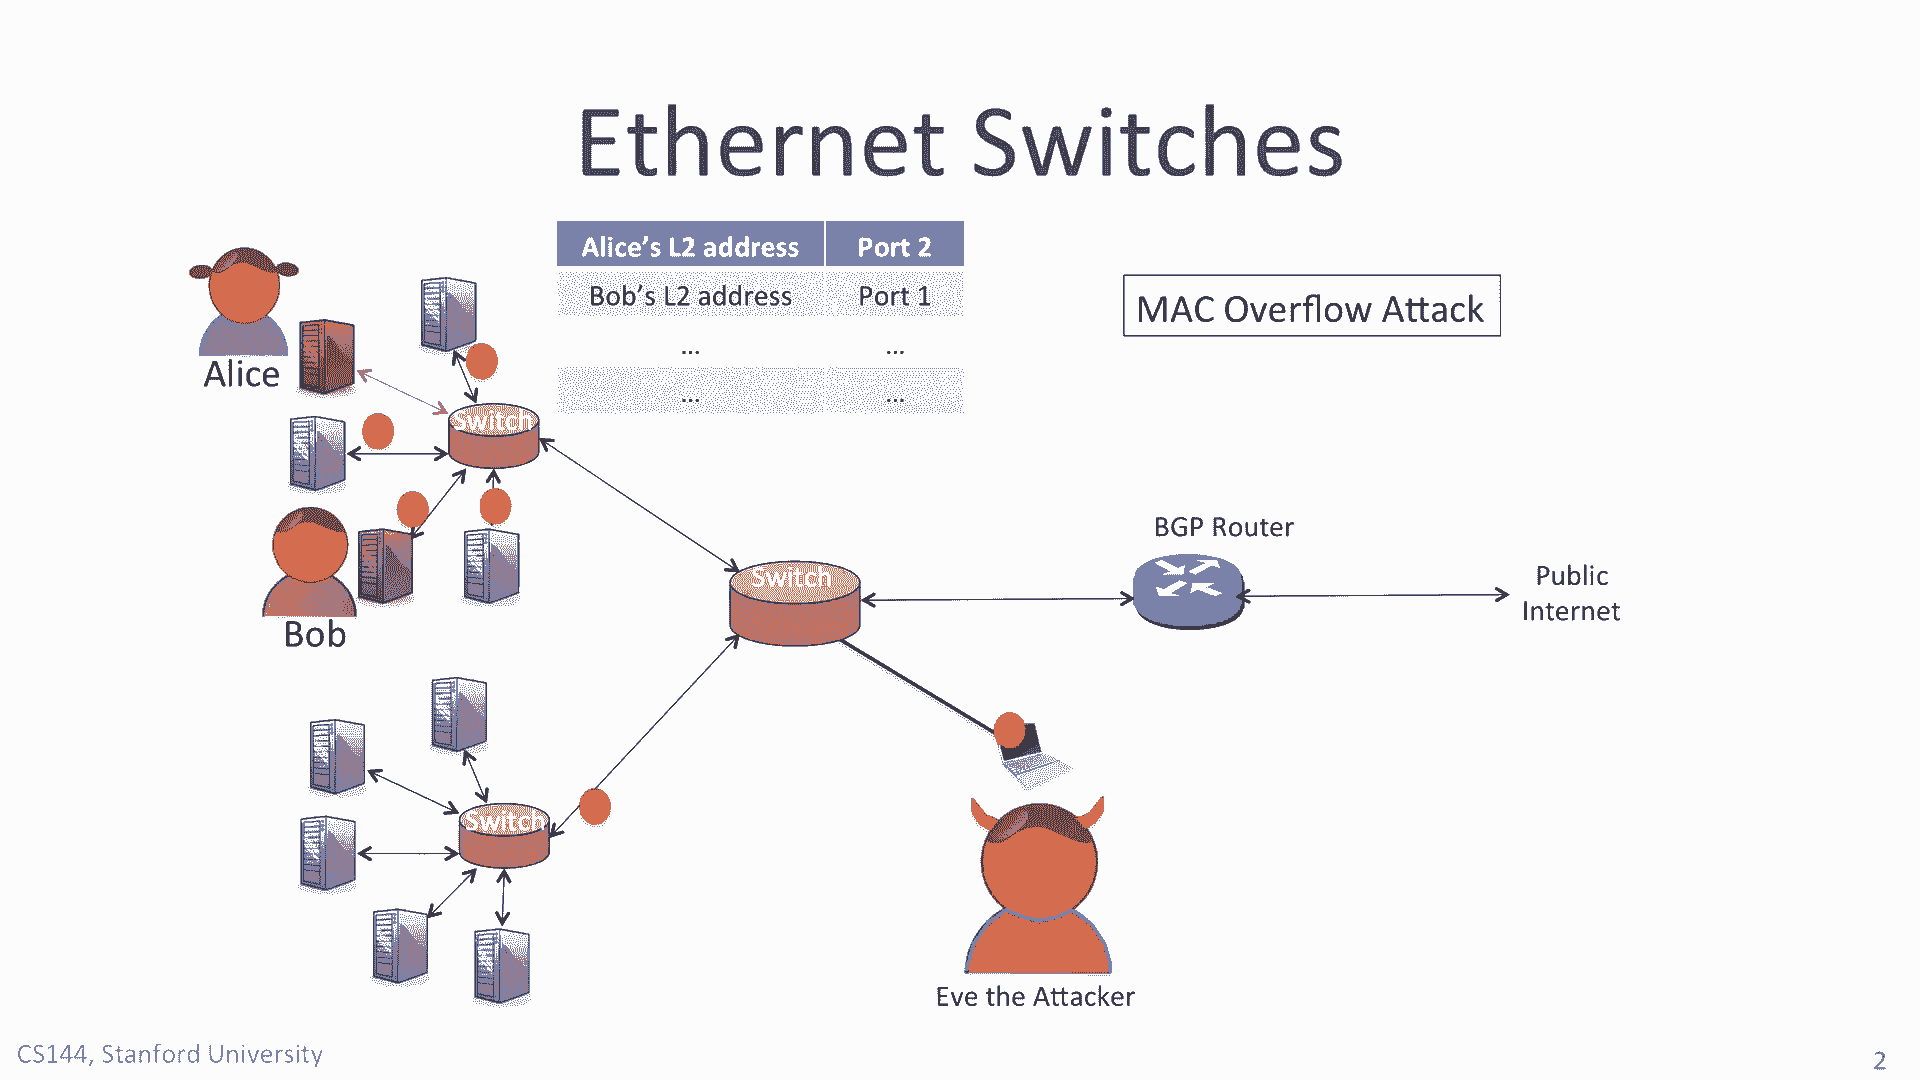 Ethernet Switches
Alice's L2 address Port 2
Bob's L2 address Port 1
... ...
... ...
MAC Overflow Attack
Alice
Switch
Bob
BGP Router
Switch
Public
Internet
Switch
Eve the Attacker
CS144, Stanford University
2